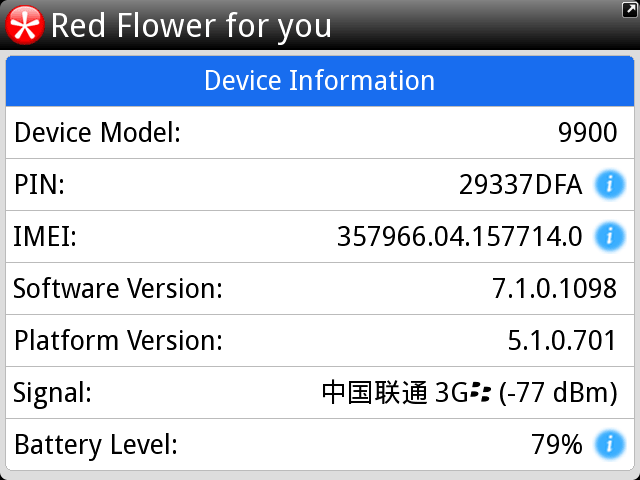 Red Flower for you
Device Information
Device Model: 9900
PIN: 29337DFA
IMEI: 357966.04.157714.0
Software Version: 7.1.0.1098
Platform Version: 5.1.0.701
Signal: 中国联通 3G (-77 dBm)
Battery Level: 79%